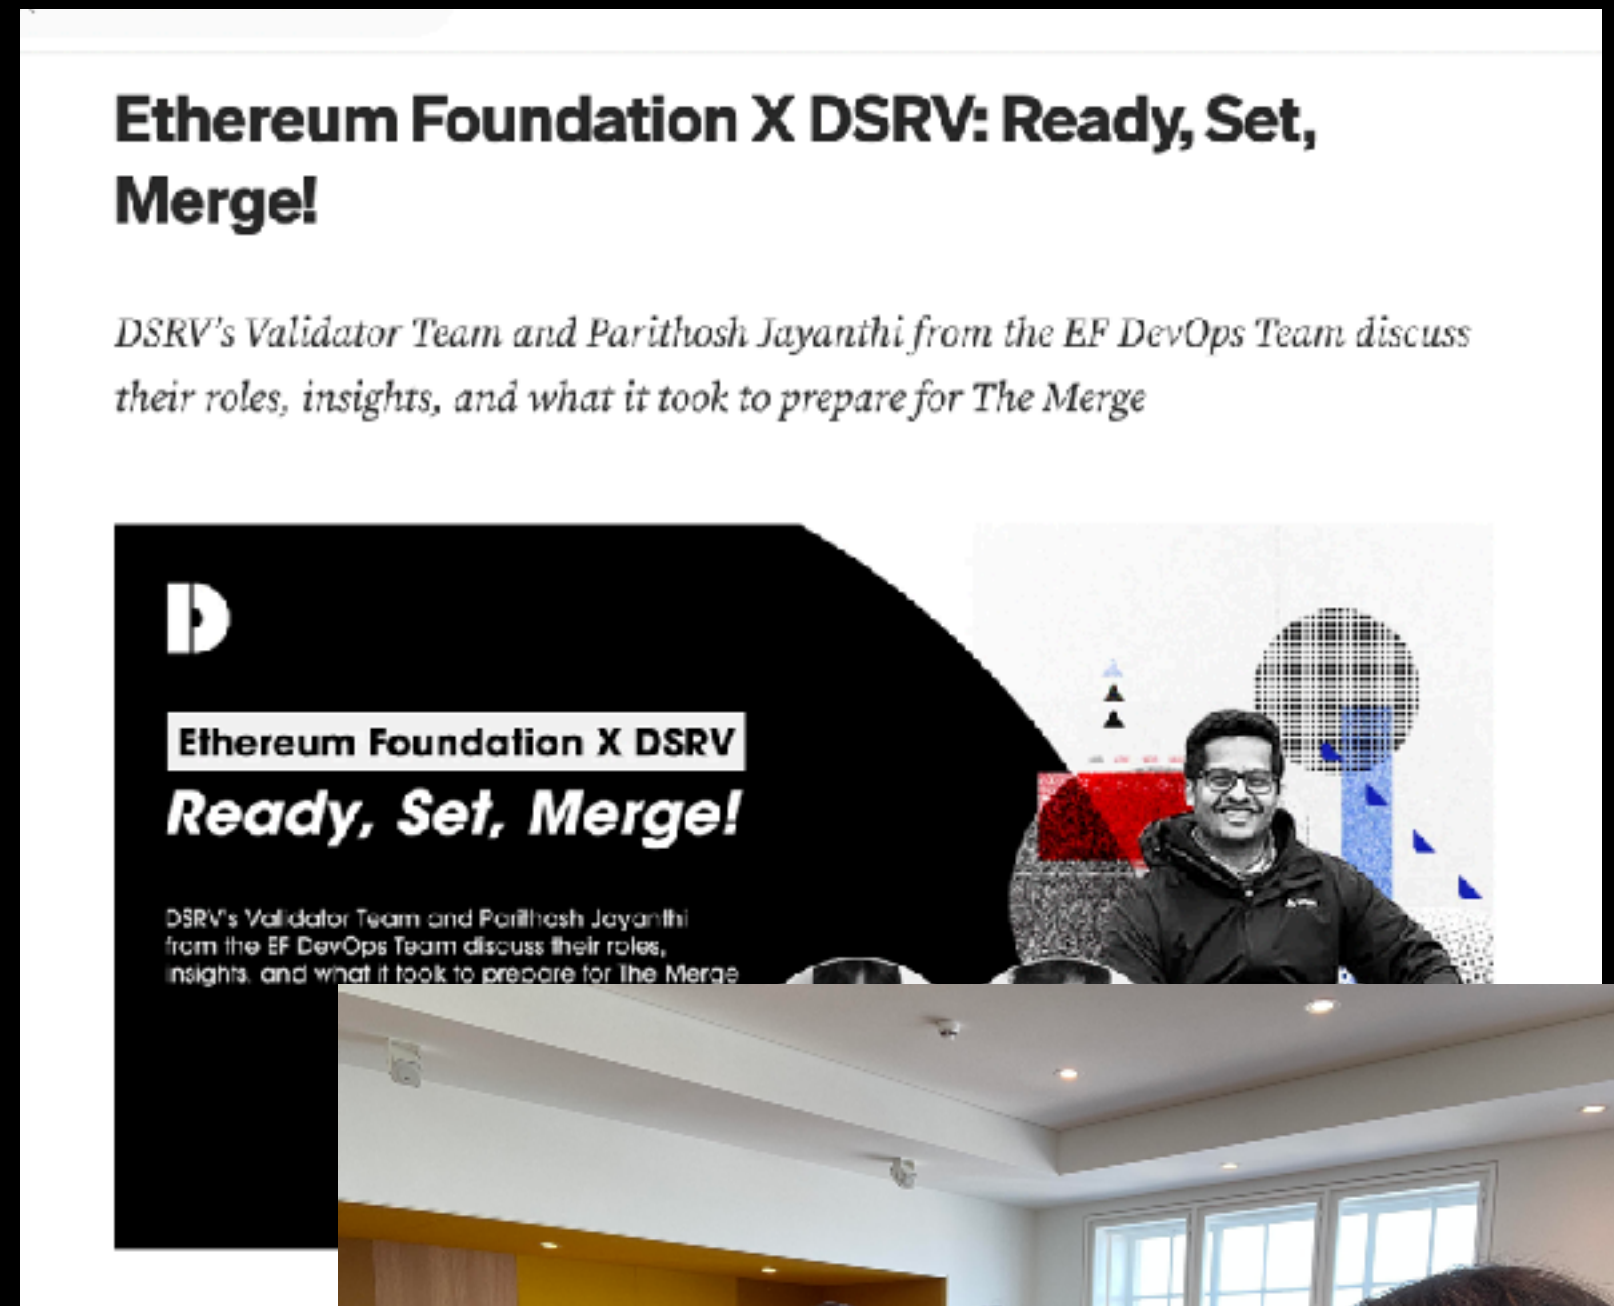 Ethereum Foundation X DSRV: Ready, Set,
Merge!
DSRV's Validator Team and Parithosh Jayanthi from the EF DevOps Team discuss
their roles, insights, and what it took to prepare for The Merge
Ethereum Foundation X DSRV
Ready, Set, Merge!
DSRV's Validator Team and Parithosh Jayanthi
from the EF DevOps Team discuss their roles,
insights, and what it took to prepare for The Merge